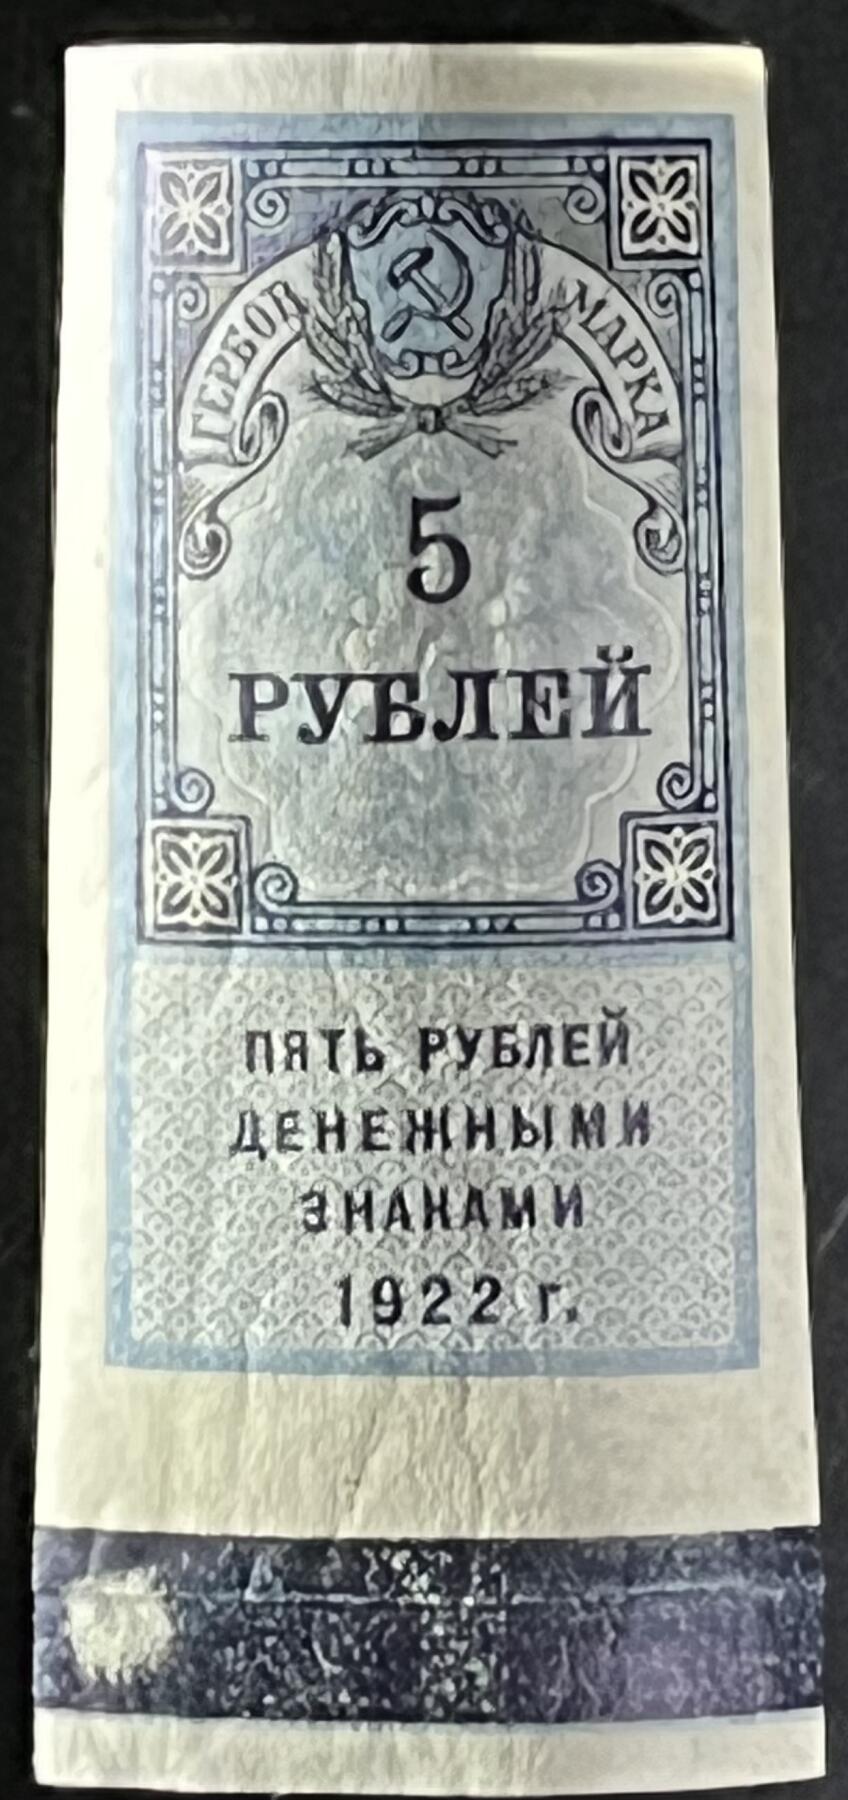 ГЕРБОВ МАРКА
5
РУБЛЕЙ
ПЯТЬ РУБЛЕЙ
ДЕНЕЖНЫМИ
ЗНАКАМИ
1922 г.